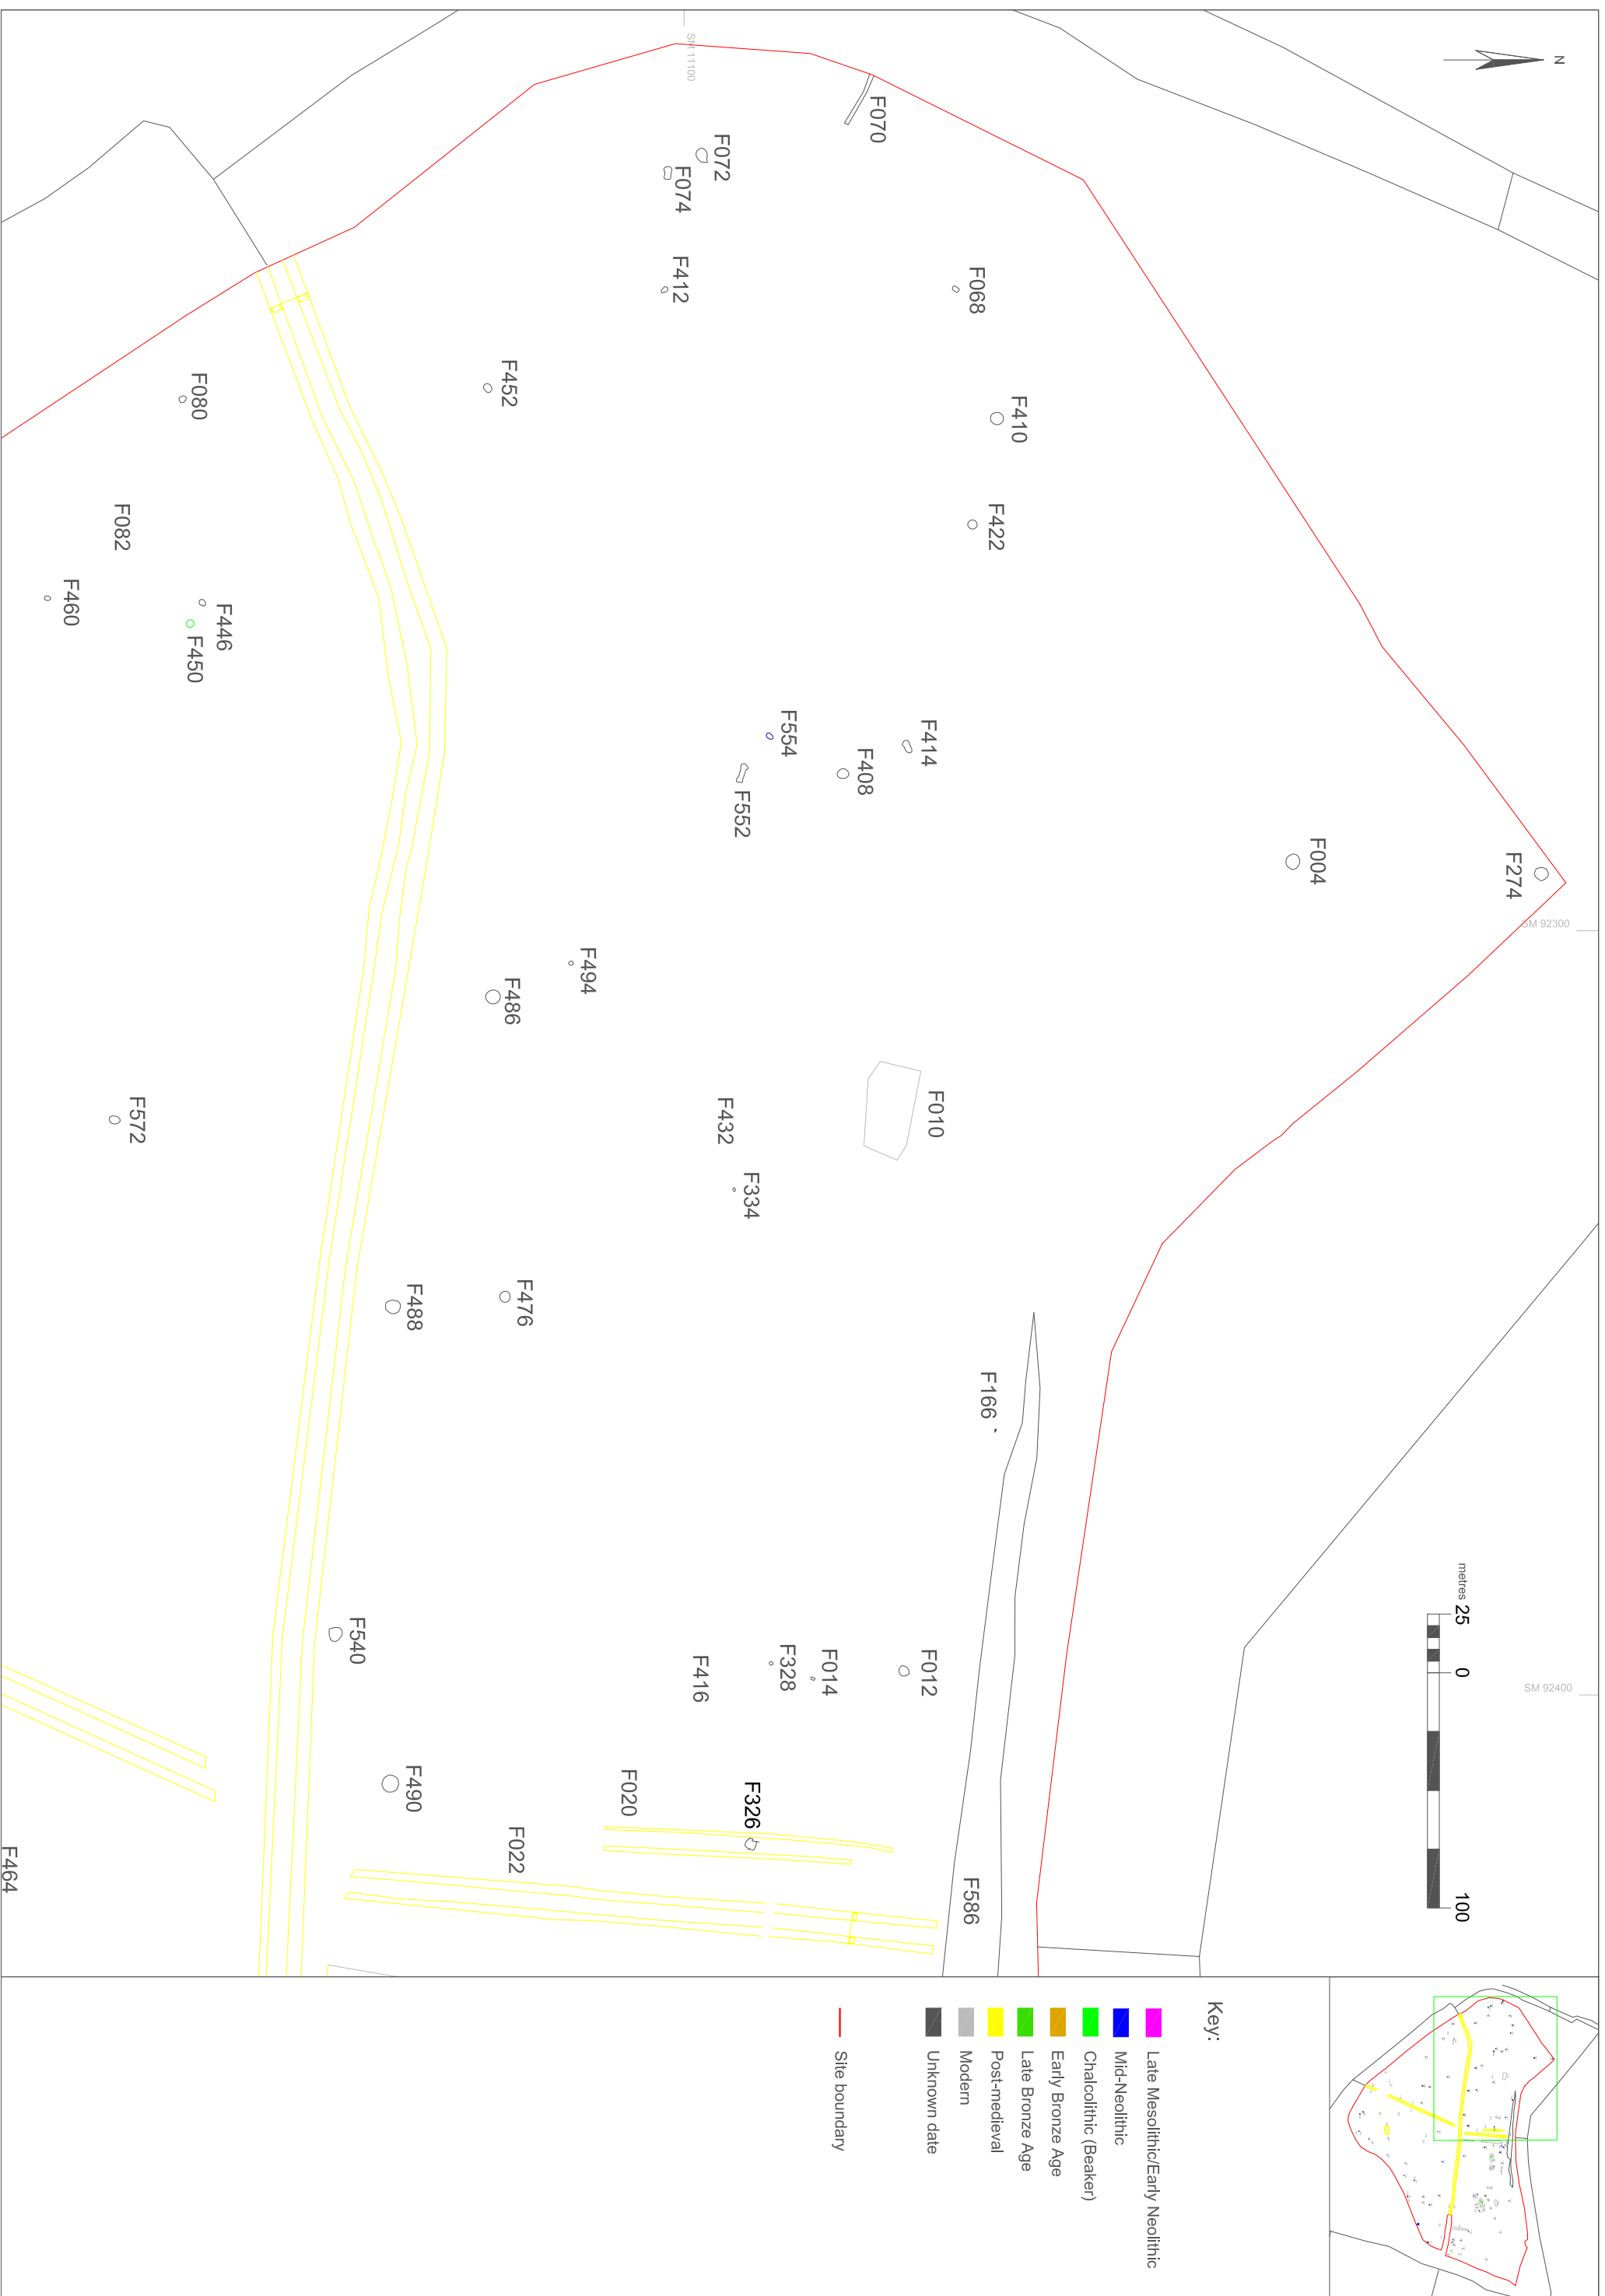 N
SM 11100
F070
F072
F074
F412
F068
F410
F452
F080
F422
F082
F460
F446
F450
F554
F552
F408
F414
F004
F274
SM 92300
F494
F486
F010
F432
F334
F572
F476
F488
F166
metres 25 0 100
SM 92400
F012
F014
F328
F416
F540
F490
F020
F326
F022
F586
F464
Key:
Late Mesolithic/Early Neolithic
Mid-Neolithic
Chalcolithic (Beaker)
Early Bronze Age
Late Bronze Age
Post-medieval
Modern
Unknown date
Site boundary